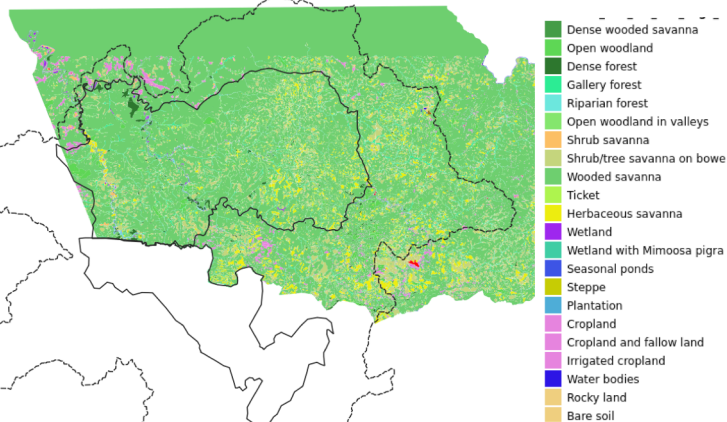 Dense wooded savanna
Open woodland
Dense forest
Gallery forest
Riparian forest
Open woodland in valleys
Shrub savanna
Shrub/tree savanna on bowe
Wooded savanna
Ticket
Herbaceous savanna
Wetland
Wetland with Mimoosa pigra
Seasonal ponds
Steppe
Plantation
Cropland
Cropland and fallow land
Irrigated cropland
Water bodies
Rocky land
Bare soil